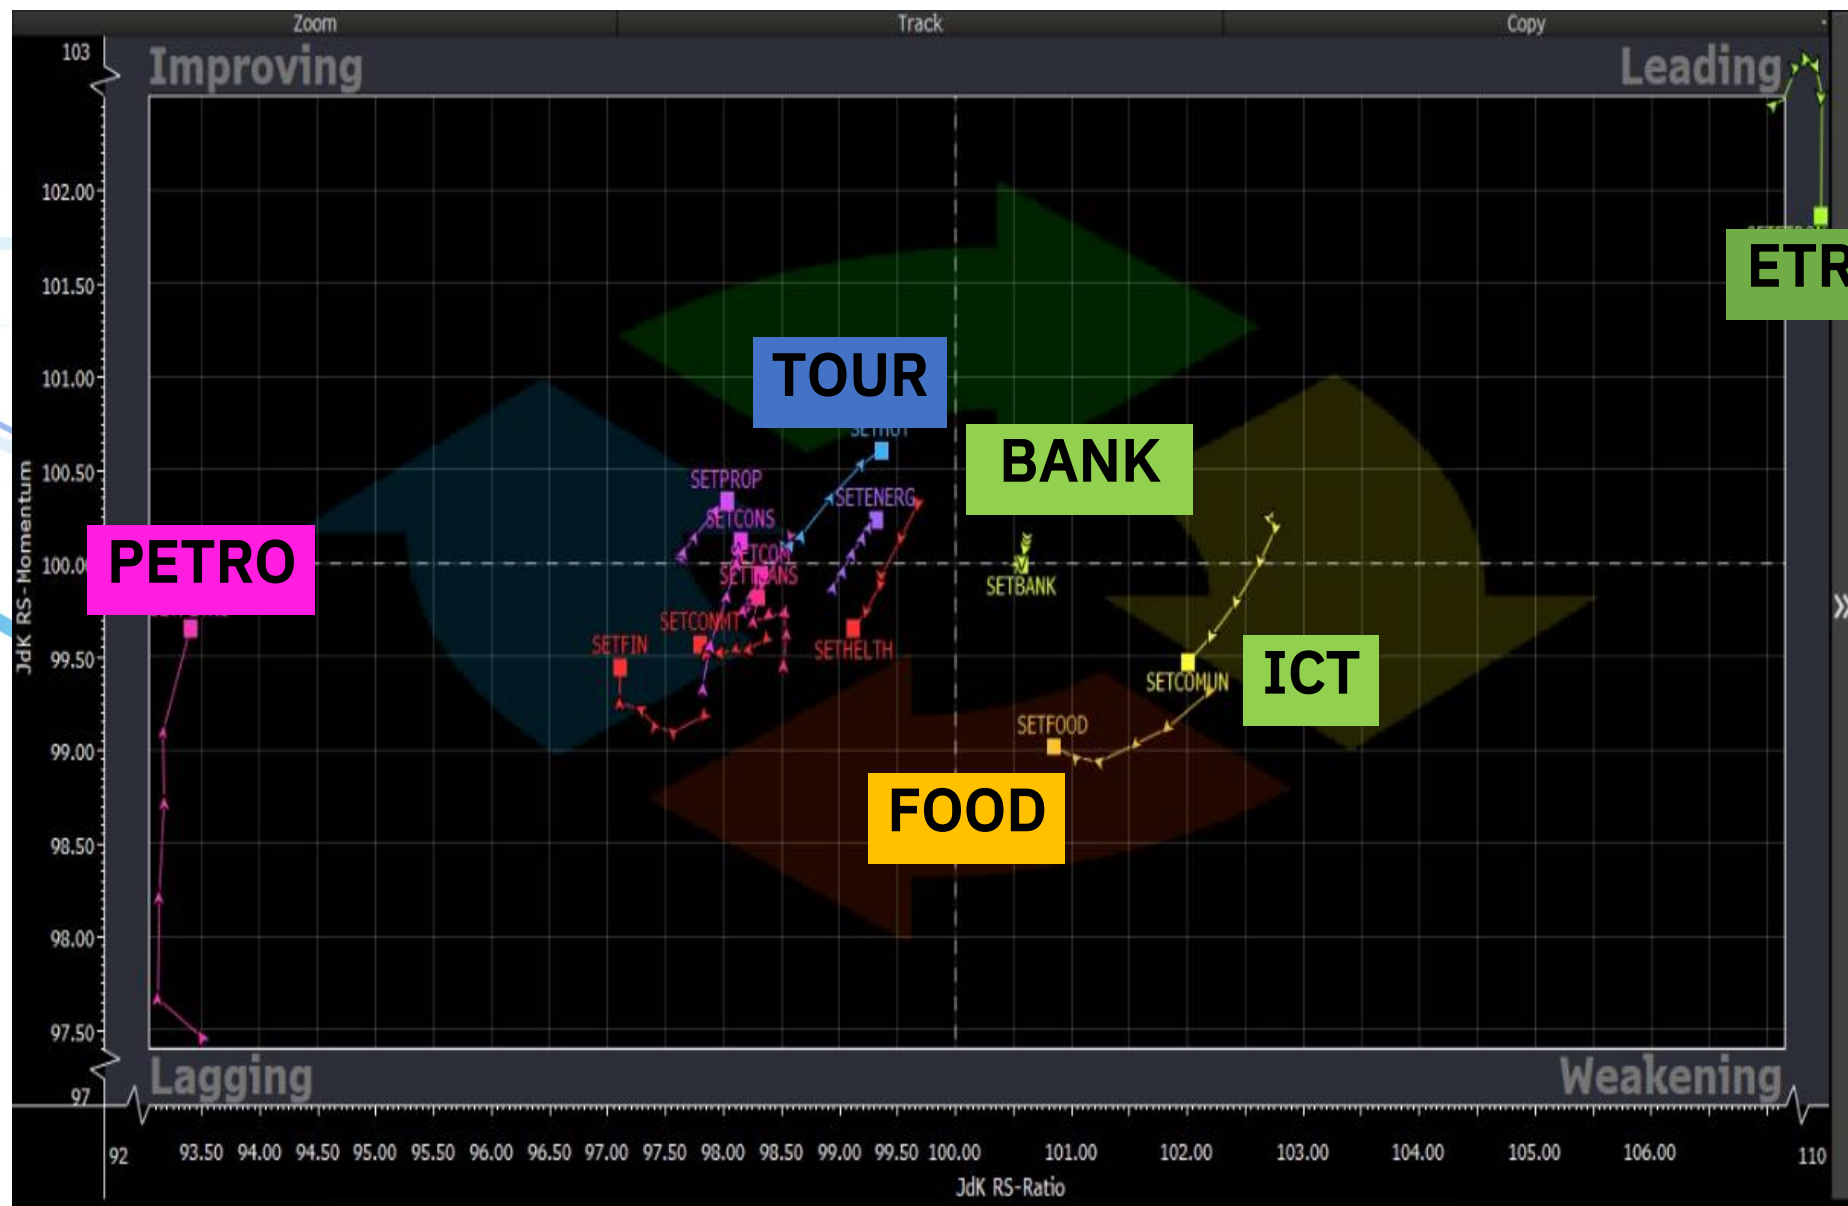 Zoom Track Copy
103
Improving Leading
102.00
101.50
ETR
101.00
TOUR
BANK
100.50
SETPROP
SETENERG
SETCONS
PETRO
100.0
SETCOM
SETTRANS
SETBANK
SETCONMT
SETFIN
SETHELTH
99.50
ICT
SETCOMUN
SETFOOD
99.00
FOOD
98.50
98.00
97.50
JdK RS-Momentum
Lagging Weakening
97
92 93.50 94.00 94.50 95.00 95.50 96.00 96.50 97.00 97.50 98.00 98.50 99.00 99.50 100.00 101.00 102.00 103.00 104.00 105.00 106.00 110
JdK RS-Ratio